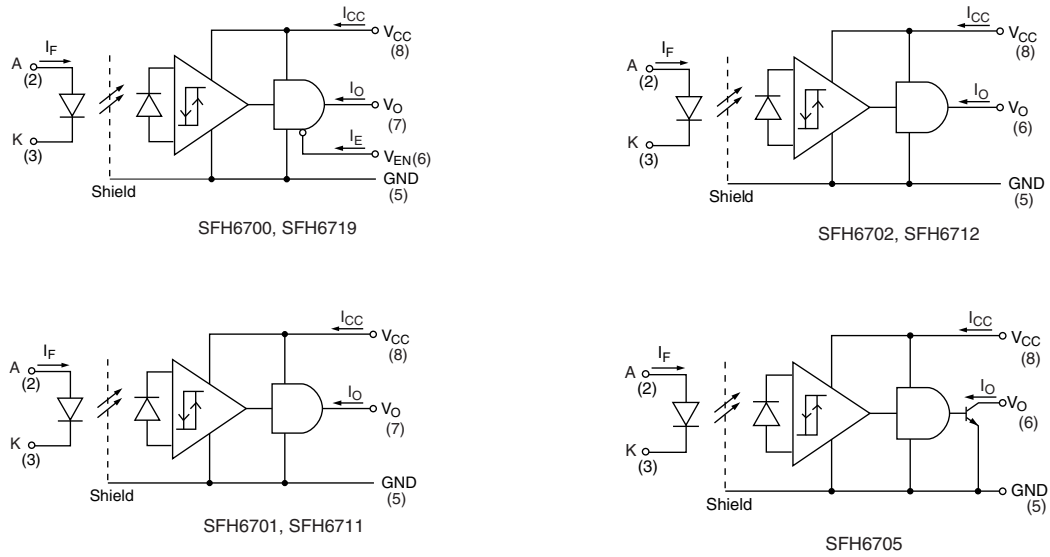 I_CC
V_CC
(8)
I_F
A
(2)
I_O
V_O
(7)
K
(3)
I_E
V_EN(6)
GND
(5)
Shield
SFH6700, SFH6719
I_CC
V_CC
(8)
I_F
A
(2)
I_O
V_O
(6)
K
(3)
GND
(5)
Shield
SFH6702, SFH6712
I_CC
V_CC
(8)
I_F
A
(2)
I_O
V_O
(7)
K
(3)
GND
(5)
Shield
SFH6701, SFH6711
I_CC
V_CC
(8)
I_F
A
(2)
I_O
V_O
(6)
K
(3)
GND
(5)
Shield
SFH6705